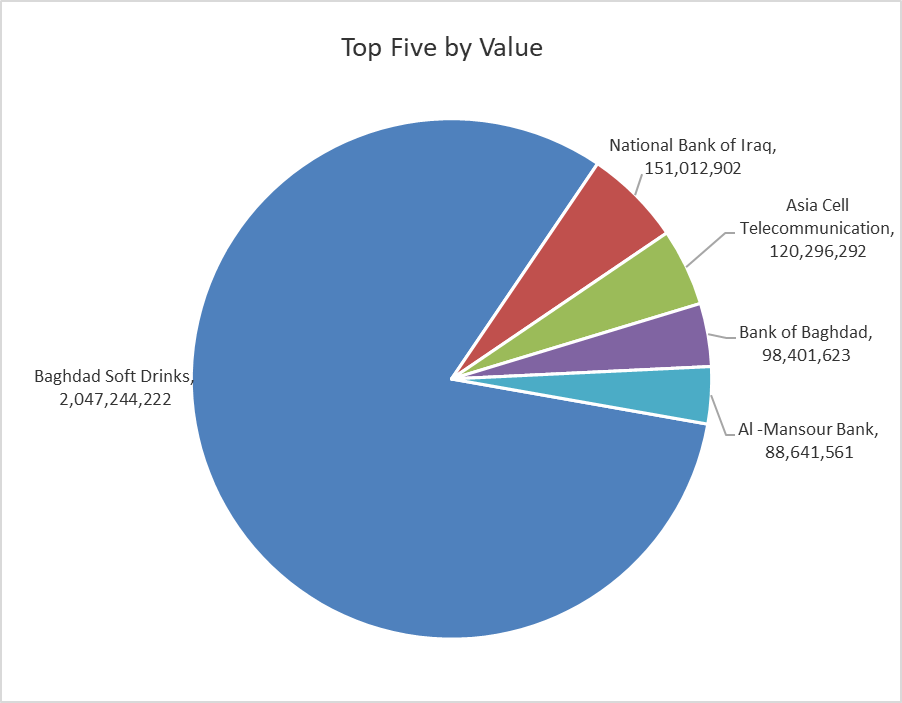 Top Five by Value
National Bank of Iraq,
151,012,902
Asia Cell
Telecommunication,
120,296,292
Bank of Baghdad,
98,401,623
Baghdad Soft Drinks,
2,047,244,222
Al -Mansour Bank,
88,641,561